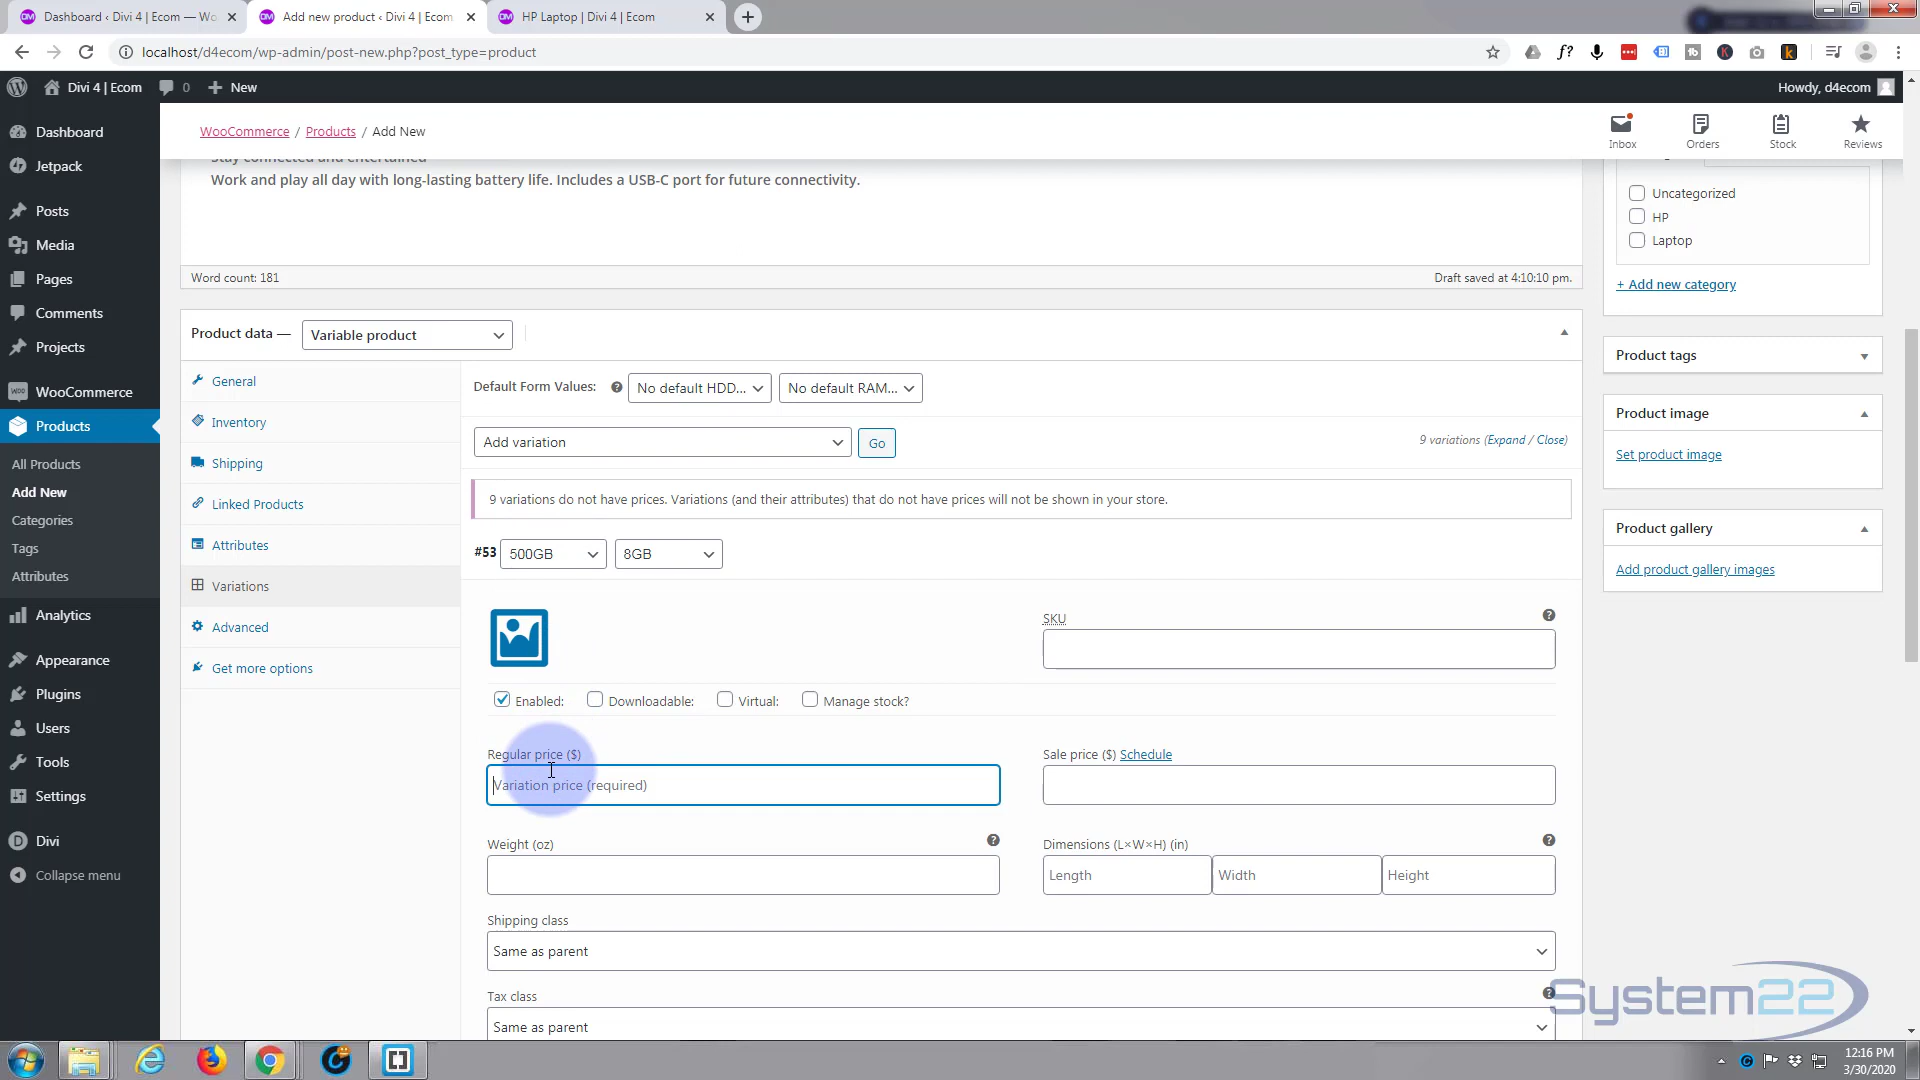 Dashboard ‹ Divi 4 | Ecom — Wo
Add new product ‹ Divi 4 | Ecom
HP Laptop | Divi 4 | Ecom
localhost/d4ecom/wp-admin/post-new.php?post_type=product
Divi 4 | Ecom
0
New
Howdy, d4ecom
WooCommerce / Products / Add New
Inbox
Orders
Stock
Reviews
Dashboard
Jetpack
Posts
Media
Pages
Comments
Projects
WooCommerce
Products
All Products
Add New
Categories
Tags
Attributes
Analytics
Appearance
Plugins
Users
Tools
Settings
Divi
Collapse menu
Stay connected and entertained
Work and play all day with long-lasting battery life. Includes a USB-C port for future connectivity.
Word count: 181
Draft saved at 4:10:10 pm.
Product data —
Variable product
General
Inventory
Shipping
Linked Products
Attributes
Variations
Advanced
Get more options
Default Form Values:
No default HDD...
No default RAM...
Add variation
Go
9 variations (Expand / Close)
9 variations do not have prices. Variations (and their attributes) that do not have prices will not be shown in your store.
#53
500GB
8GB
SKU
Enabled:
Downloadable:
Virtual:
Manage stock?
Regular price ($)
Variation price (required)
Sale price ($) Schedule
Weight (oz)
Dimensions (L×W×H) (in)
Length
Width
Height
Shipping class
Same as parent
Tax class
Same as parent
Uncategorized
HP
Laptop
+ Add new category
Product tags
Product image
Set product image
Product gallery
Add product gallery images
System22
12:16 PM
3/30/2020